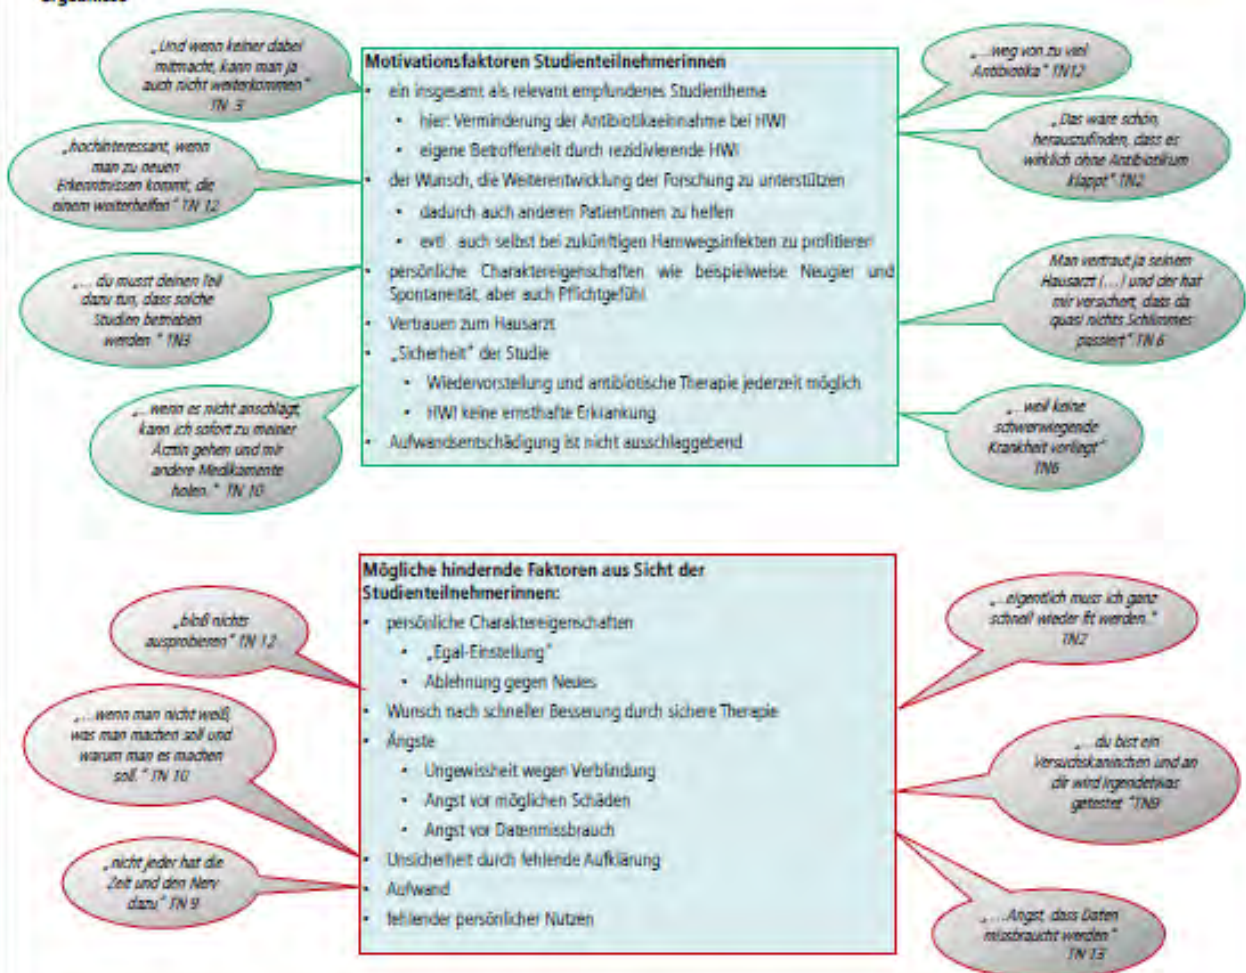 Ergebnisse
„Und wenn keiner dabei
mitmacht, kann man ja
auch nicht weiterkommen“
TN 3
„hochinteressant, wenn
man zu neuen
Erkenntnissen kommt, die
einem weiterhelfen“ TN 12
„... du musst deinen Teil
dazu tun, dass solche
Studien betrieben
werden.“ TN3
„...wenn es nicht anschlägt,
kann ich sofort zu meiner
Ärztin gehen und mir
andere Medikamente
holen.“ TN 10
Motivationsfaktoren Studienteilnehmerinnen
• ein insgesamt als relevant empfundenes Studienthema
• hier: Verminderung der Antibiotikaeinnahme bei HWI
• eigene Betroffenheit durch rezidivierende HWI
• der Wunsch, die Weiterentwicklung der Forschung zu unterstützen
• dadurch auch anderen Patientinnen zu helfen
• evtl. auch selbst bei zukünftigen Harnwegsinfekten zu profitieren
• persönliche Charaktereigenschaften wie beispielsweise Neugier und
Spontaneität, aber auch Pflichtgefühl
• Vertrauen zum Hausarzt
• „Sicherheit“ der Studie
• Wiedervorstellung und antibiotische Therapie jederzeit möglich
• HWI keine ernsthafte Erkrankung
• Aufwandsentschädigung ist nicht ausschlaggebend
„...weg von zu viel
Antibiotika“ TN12
„Das wäre schön,
herauszufinden, dass es
wirklich ohne Antibiotikum
klappt“ TN2
Man vertraut ja seinem
Hausarzt (...) und der hat
mir versichert, dass da
quasi nichts Schlimmes
passiert“ TN 6
„...weil keine
schwerwiegende
Krankheit vorliegt“
TN6
Mögliche hindernde Faktoren aus Sicht der
Studienteilnehmerinnen:
• persönliche Charaktereigenschaften
• „Egal-Einstellung“
• Ablehnung gegen Neues
• Wunsch nach schneller Besserung durch sichere Therapie
• Ängste
• Ungewissheit wegen Verblindung
• Angst vor möglichen Schäden
• Angst vor Datenmissbrauch
• Unsicherheit durch fehlende Aufklärung
• Aufwand
• fehlender persönlicher Nutzen
„bloß nichts
ausprobieren“ TN 12
„...wenn man nicht weiß,
was man machen soll und
warum man es machen
soll.“ TN 10
„nicht jeder hat die
Zeit und den Nerv
dazu“ TN 9
„...eigentlich muss ich ganz
schnell wieder fit werden.“
TN2
„...du bist ein
Versuchskaninchen und an
dir wird irgendetwas
getestet“TN9
„...Angst, dass Daten
missbraucht werden“
TN 13